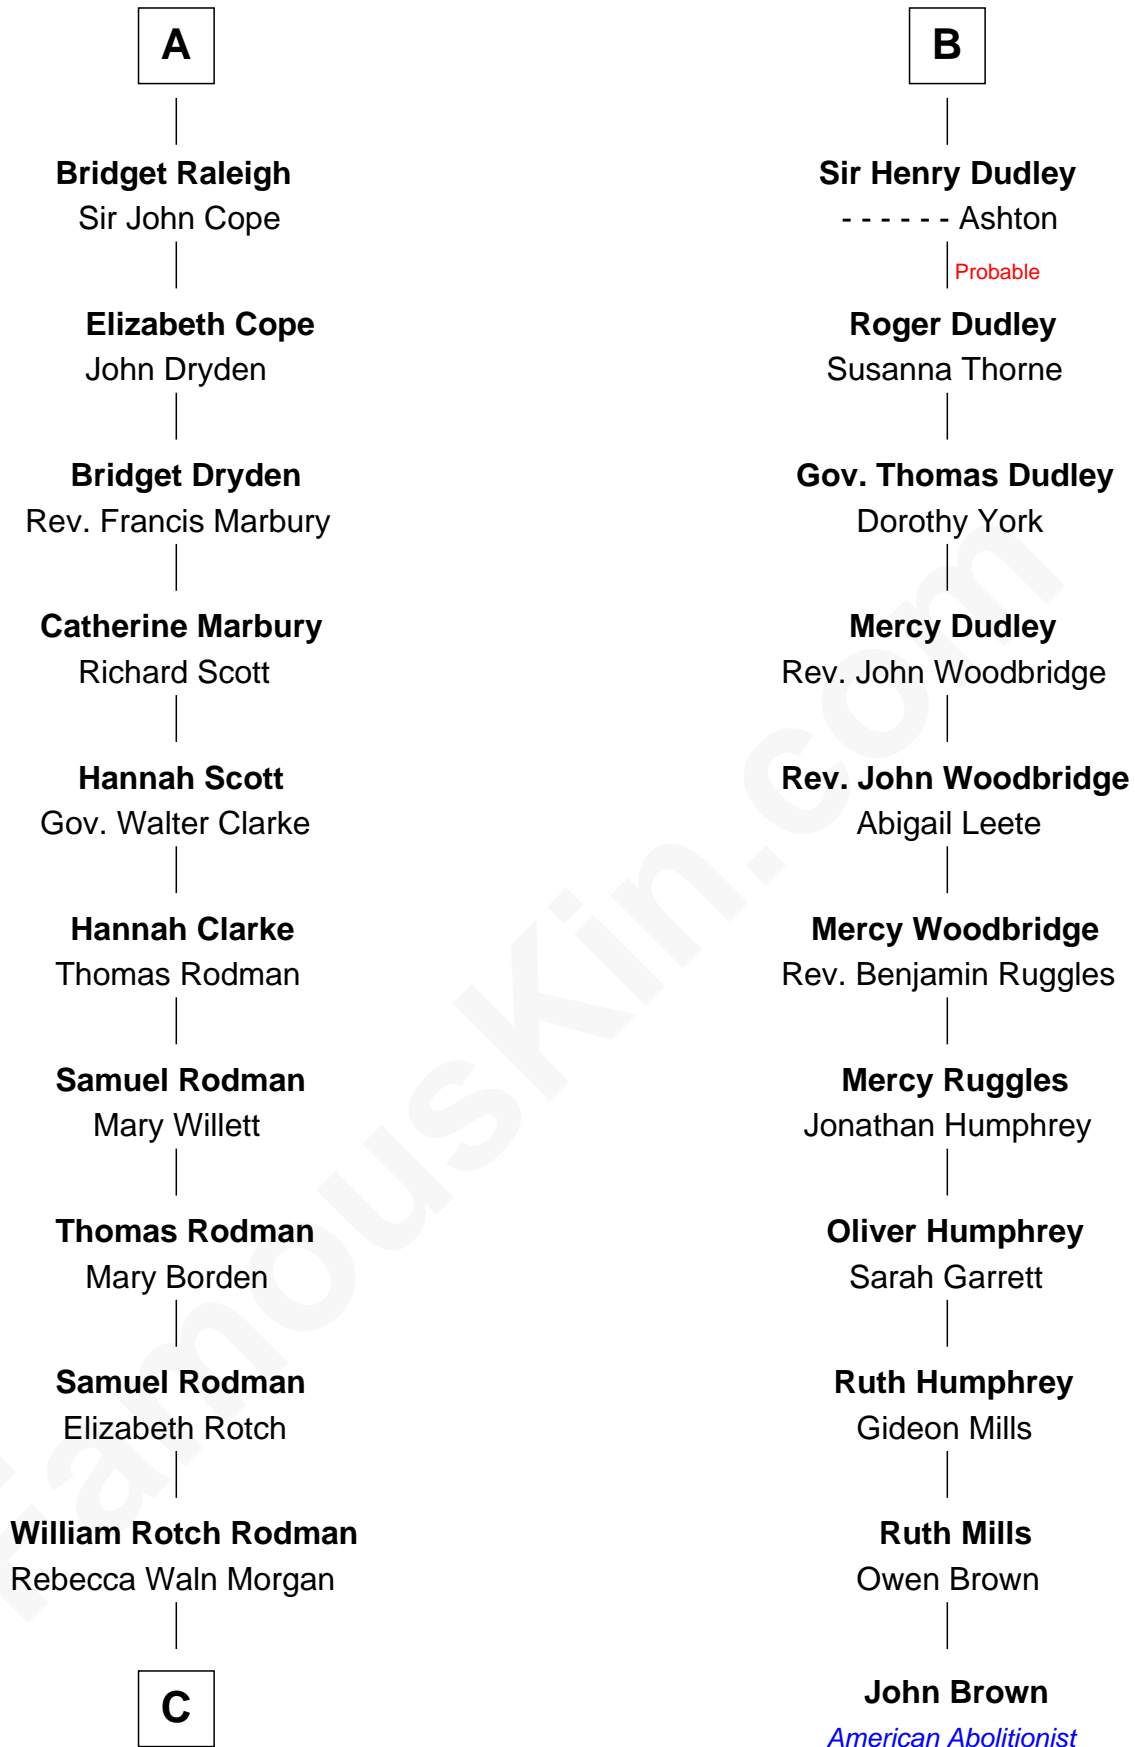 A
Bridget Raleigh
Sir John Cope
Elizabeth Cope
John Dryden
Bridget Dryden
Rev. Francis Marbury
Catherine Marbury
Richard Scott
Hannah Scott
Gov. Walter Clarke
Hannah Clarke
Thomas Rodman
Samuel Rodman
Mary Willett
Thomas Rodman
Mary Borden
Samuel Rodman
Elizabeth Rotch
William Rotch Rodman
Rebecca Waln Morgan
C
B
Sir Henry Dudley
- - - - - - Ashton
Probable
Roger Dudley
Susanna Thorne
Gov. Thomas Dudley
Dorothy York
Mercy Dudley
Rev. John Woodbridge
Rev. John Woodbridge
Abigail Leete
Mercy Woodbridge
Rev. Benjamin Ruggles
Mercy Ruggles
Jonathan Humphrey
Oliver Humphrey
Sarah Garrett
Ruth Humphrey
Gideon Mills
Ruth Mills
Owen Brown
John Brown
American Abolitionist
FamousKin.com